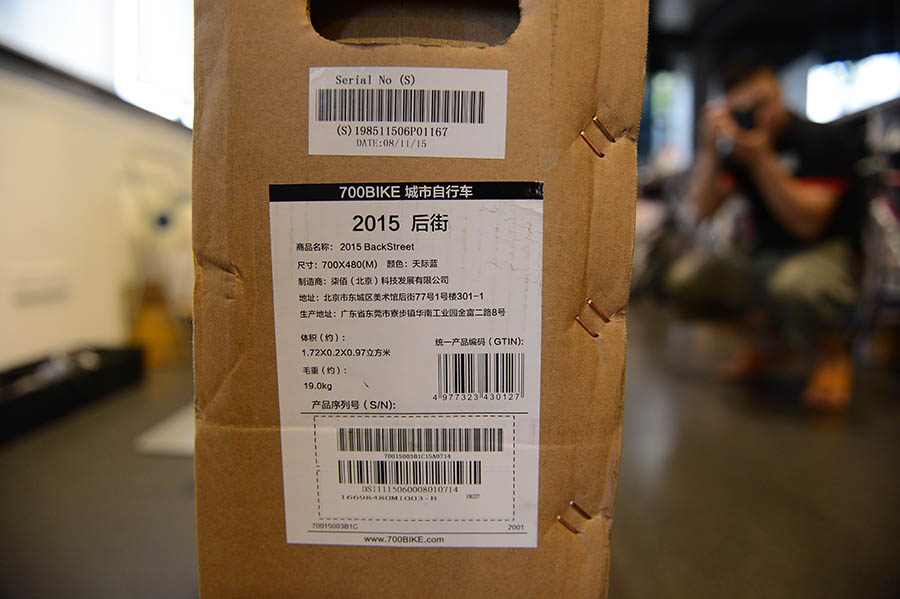 Serial No (S)
(S)198511506P01167
DATE:08/11/15
700BIKE 城市自行车
2015 后街
商品名称: 2015 BackStreet
尺寸: 700X480(M) 颜色: 天际蓝
制造商: 柒佰（北京）科技发展有限公司
地址: 北京市东城区美术馆后街77号1号楼301-1
生产地址: 广东省东莞市寮步镇华南工业园金富二路8号
体积（约）:
1.72X0.2X0.97立方米
毛重（约）:
19.0kg
统一产品编码（GTIN):
4 977323 430127
产品序列号（S/N):
70015003B1C15A0714
DSI1115060008010714
16698480M1003-B
70015003B1C 2001
www.700BIKE.com